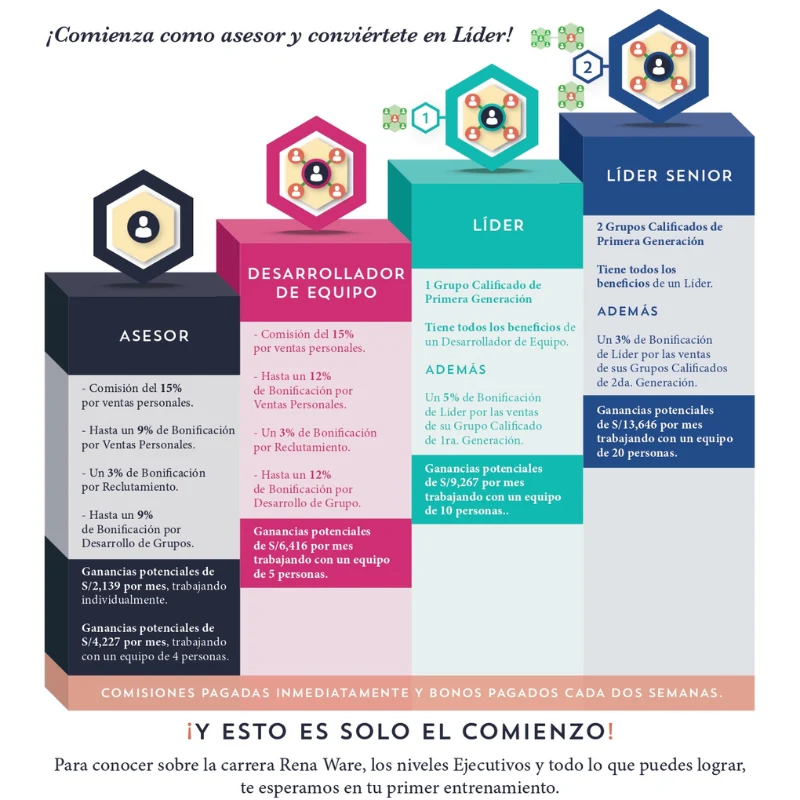 ¡Comienza como asesor y conviértete en Líder!
ASESOR
- Comisión del 15%
por ventas personales.
- Hasta un 9% de Bonificación
por Ventas Personales.
- Un 3% de Bonificación
por Reclutamiento.
- Hasta un 9%
de Bonificación por
Desarrollo de Grupos.
Ganancias potenciales de
S/2,139 por mes, trabajando
individualmente.
Ganancias potenciales de
S/4,227 por mes, trabajando
con un equipo de 4 personas.
DESARROLLADOR
DE EQUIPO
- Comisión del 15%
por ventas personales.
- Hasta un 12%
de Bonificación por
Ventas Personales.
- Un 3% de Bonificación
por Reclutamiento.
- Hasta un 12%
de Bonificación por
Desarrollo de Grupo.
Ganancias potenciales
de S/6,416 por mes
trabajando con un equipo
de 5 personas.
1
LÍDER
1 Grupo Calificado de
Primera Generación
Tiene todos los beneficios de
un Desarrollador de Equipo.
ADEMÁS
Un 5% de Bonificación
de Líder por las ventas
de su Grupo Calificado
de 1ra. Generación.
Ganancias potenciales
de S/9,267 por mes
trabajando con un equipo
de 10 personas..
2
LÍDER SENIOR
2 Grupos Calificados de
Primera Generación
Tiene todos los
beneficios de un Líder.
ADEMÁS
Un 3% de Bonificación
de Líder por las ventas
de sus Grupos Calificados
de 2da. Generación.
Ganancias potenciales
de S/13,646 por mes
trabajando con un equipo
de 20 personas.
COMISIONES PAGADAS INMEDIATAMENTE Y BONOS PAGADOS CADA DOS SEMANAS.
¡Y ESTO ES SOLO EL COMIENZO!
Para conocer sobre la carrera Rena Ware, los niveles Ejecutivos y todo lo que puedes lograr,
te esperamos en tu primer entrenamiento.